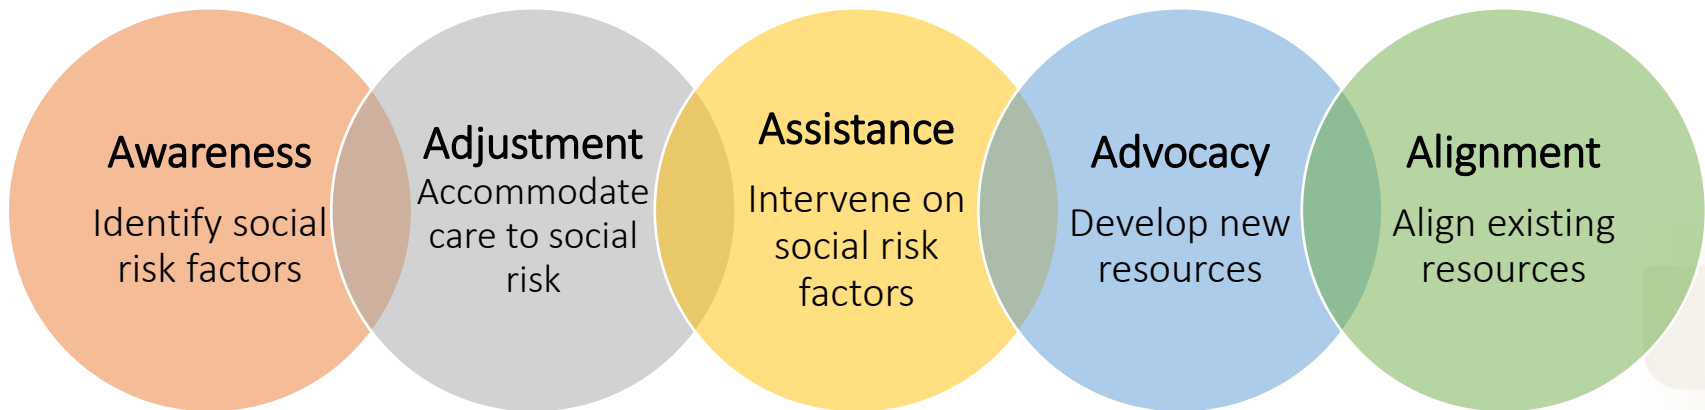 Awareness
Identify social
risk factors
Adjustment
Accommodate
care to social
risk
Assistance
Intervene on
social risk
factors
Advocacy
Develop new
resources
Alignment
Align existing
resources